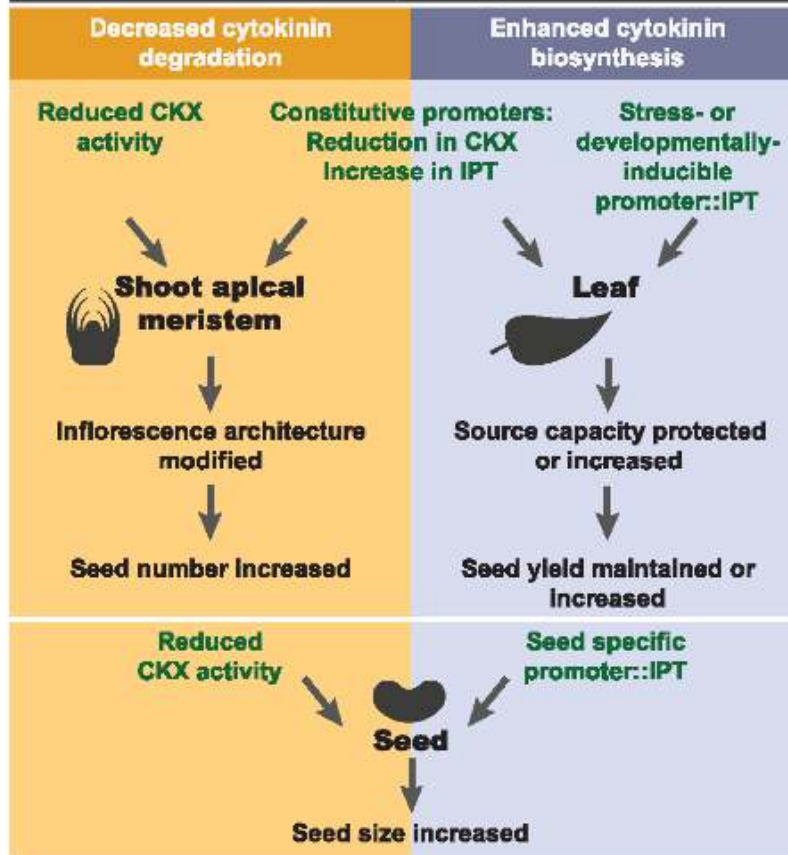 Decreased cytokinin
degradation
Enhanced cytokinin
biosynthesis
Reduced CKX
activity
Constitutive promoters:
Reduction in CKX
Increase in IPT
Stress- or
developmentally-
inducible
promoter::IPT
Shoot apical
meristem
Leaf
Inflorescence architecture
modified
Source capacity protected
or increased
Seed number increased
Seed yield maintained or
increased
Reduced
CKX activity
Seed specific
promoter::IPT
Seed
Seed size increased